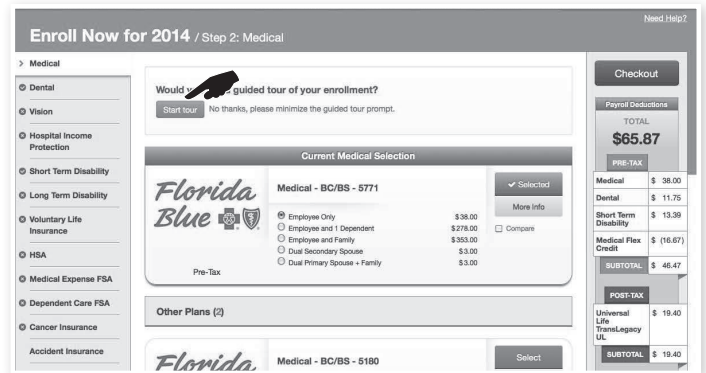 Need Help?
Enroll Now for 2014 / Step 2: Medical
> Medical
Dental
Vision
Hospital Income
Protection
Short Term Disability
Long Term Disability
Voluntary Life
Insurance
HSA
Medical Expense FSA
Dependent Care FSA
Cancer Insurance
Accident Insurance
Would guided tour of your enrollment?
Start tour No thanks, please minimize the guided tour prompt.
Current Medical Selection
Florida
Blue
Pre-Tax
Medical - BC/BS - 5771
Employee Only $38.00
Employee and 1 Dependent $278.00
Employee and Family $353.00
Dual Secondary Spouse $3.00
Dual Primary Spouse + Family $3.00
✓ Selected
More Info
Compare
Other Plans (2)
Florida
Medical - BC/BS - 5180
Select
Checkout
Payroll Deductions
TOTAL
$65.87
PRE-TAX
Medical $ 38.00
Dental $ 11.75
Short Term
Disability $ 13.39
Medical Flex
Credit $ (16.67)
SUBTOTAL $ 46.47
POST-TAX
Universal
Life
TransLegacy
UL $ 19.40
SUBTOTAL $ 19.40